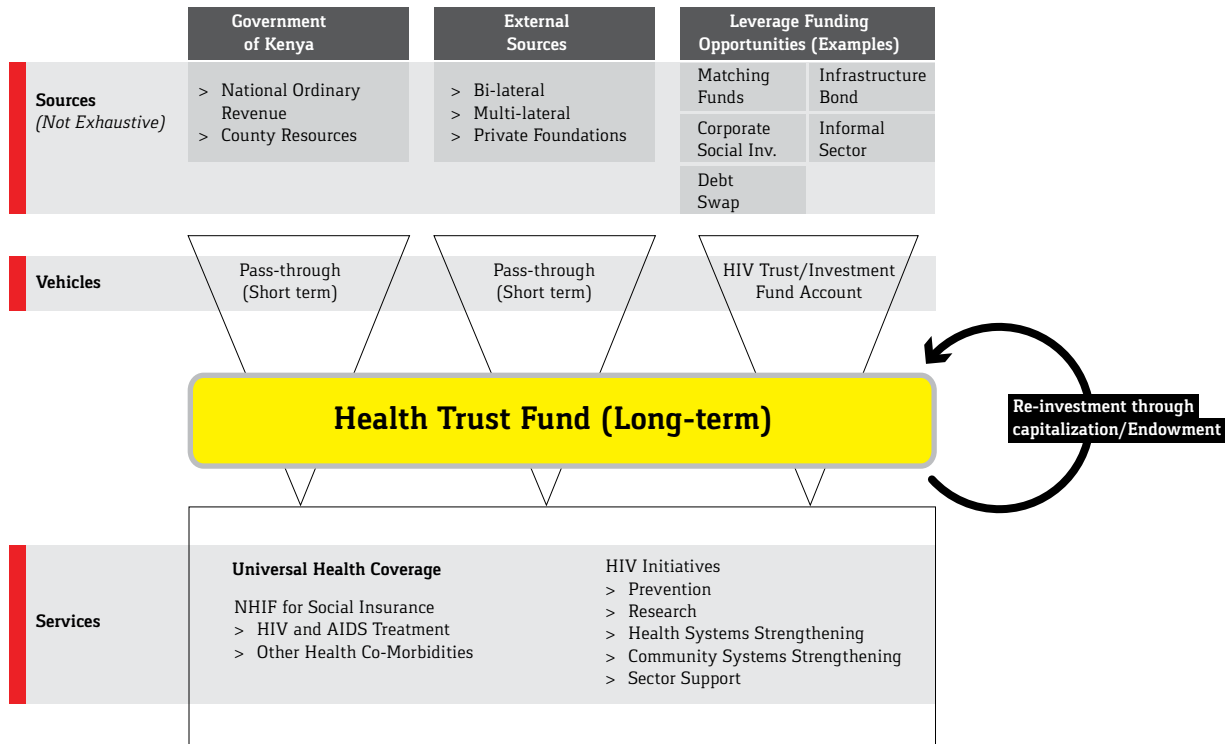 Government
of Kenya
External
Sources
Leverage Funding
Opportunities (Examples)
Sources
(Not Exhaustive)
> National Ordinary
Revenue
> County Resources
> Bi-lateral
> Multi-lateral
> Private Foundations
Matching
Funds
Infrastructure
Bond
Corporate
Social Inv.
Informal
Sector
Debt
Swap
Vehicles
Pass-through
(Short term)
Pass-through
(Short term)
HIV Trust/Investment
Fund Account
Health Trust Fund (Long-term)
Re-investment through
capitalization/Endowment
Services
Universal Health Coverage
NHIF for Social Insurance
> HIV and AIDS Treatment
> Other Health Co-Morbidities
HIV Initiatives
> Prevention
> Research
> Health Systems Strengthening
> Community Systems Strengthening
> Sector Support